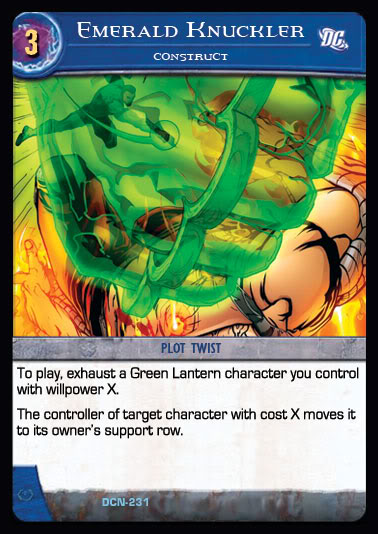 3
EMERALD KNUCKLER
DC
CONSTRUCT
PLOT TWIST
To play, exhaust a Green Lantern character you control
with willpower X.
The controller of target character with cost X moves it
to its owner's support row.
DCN-231